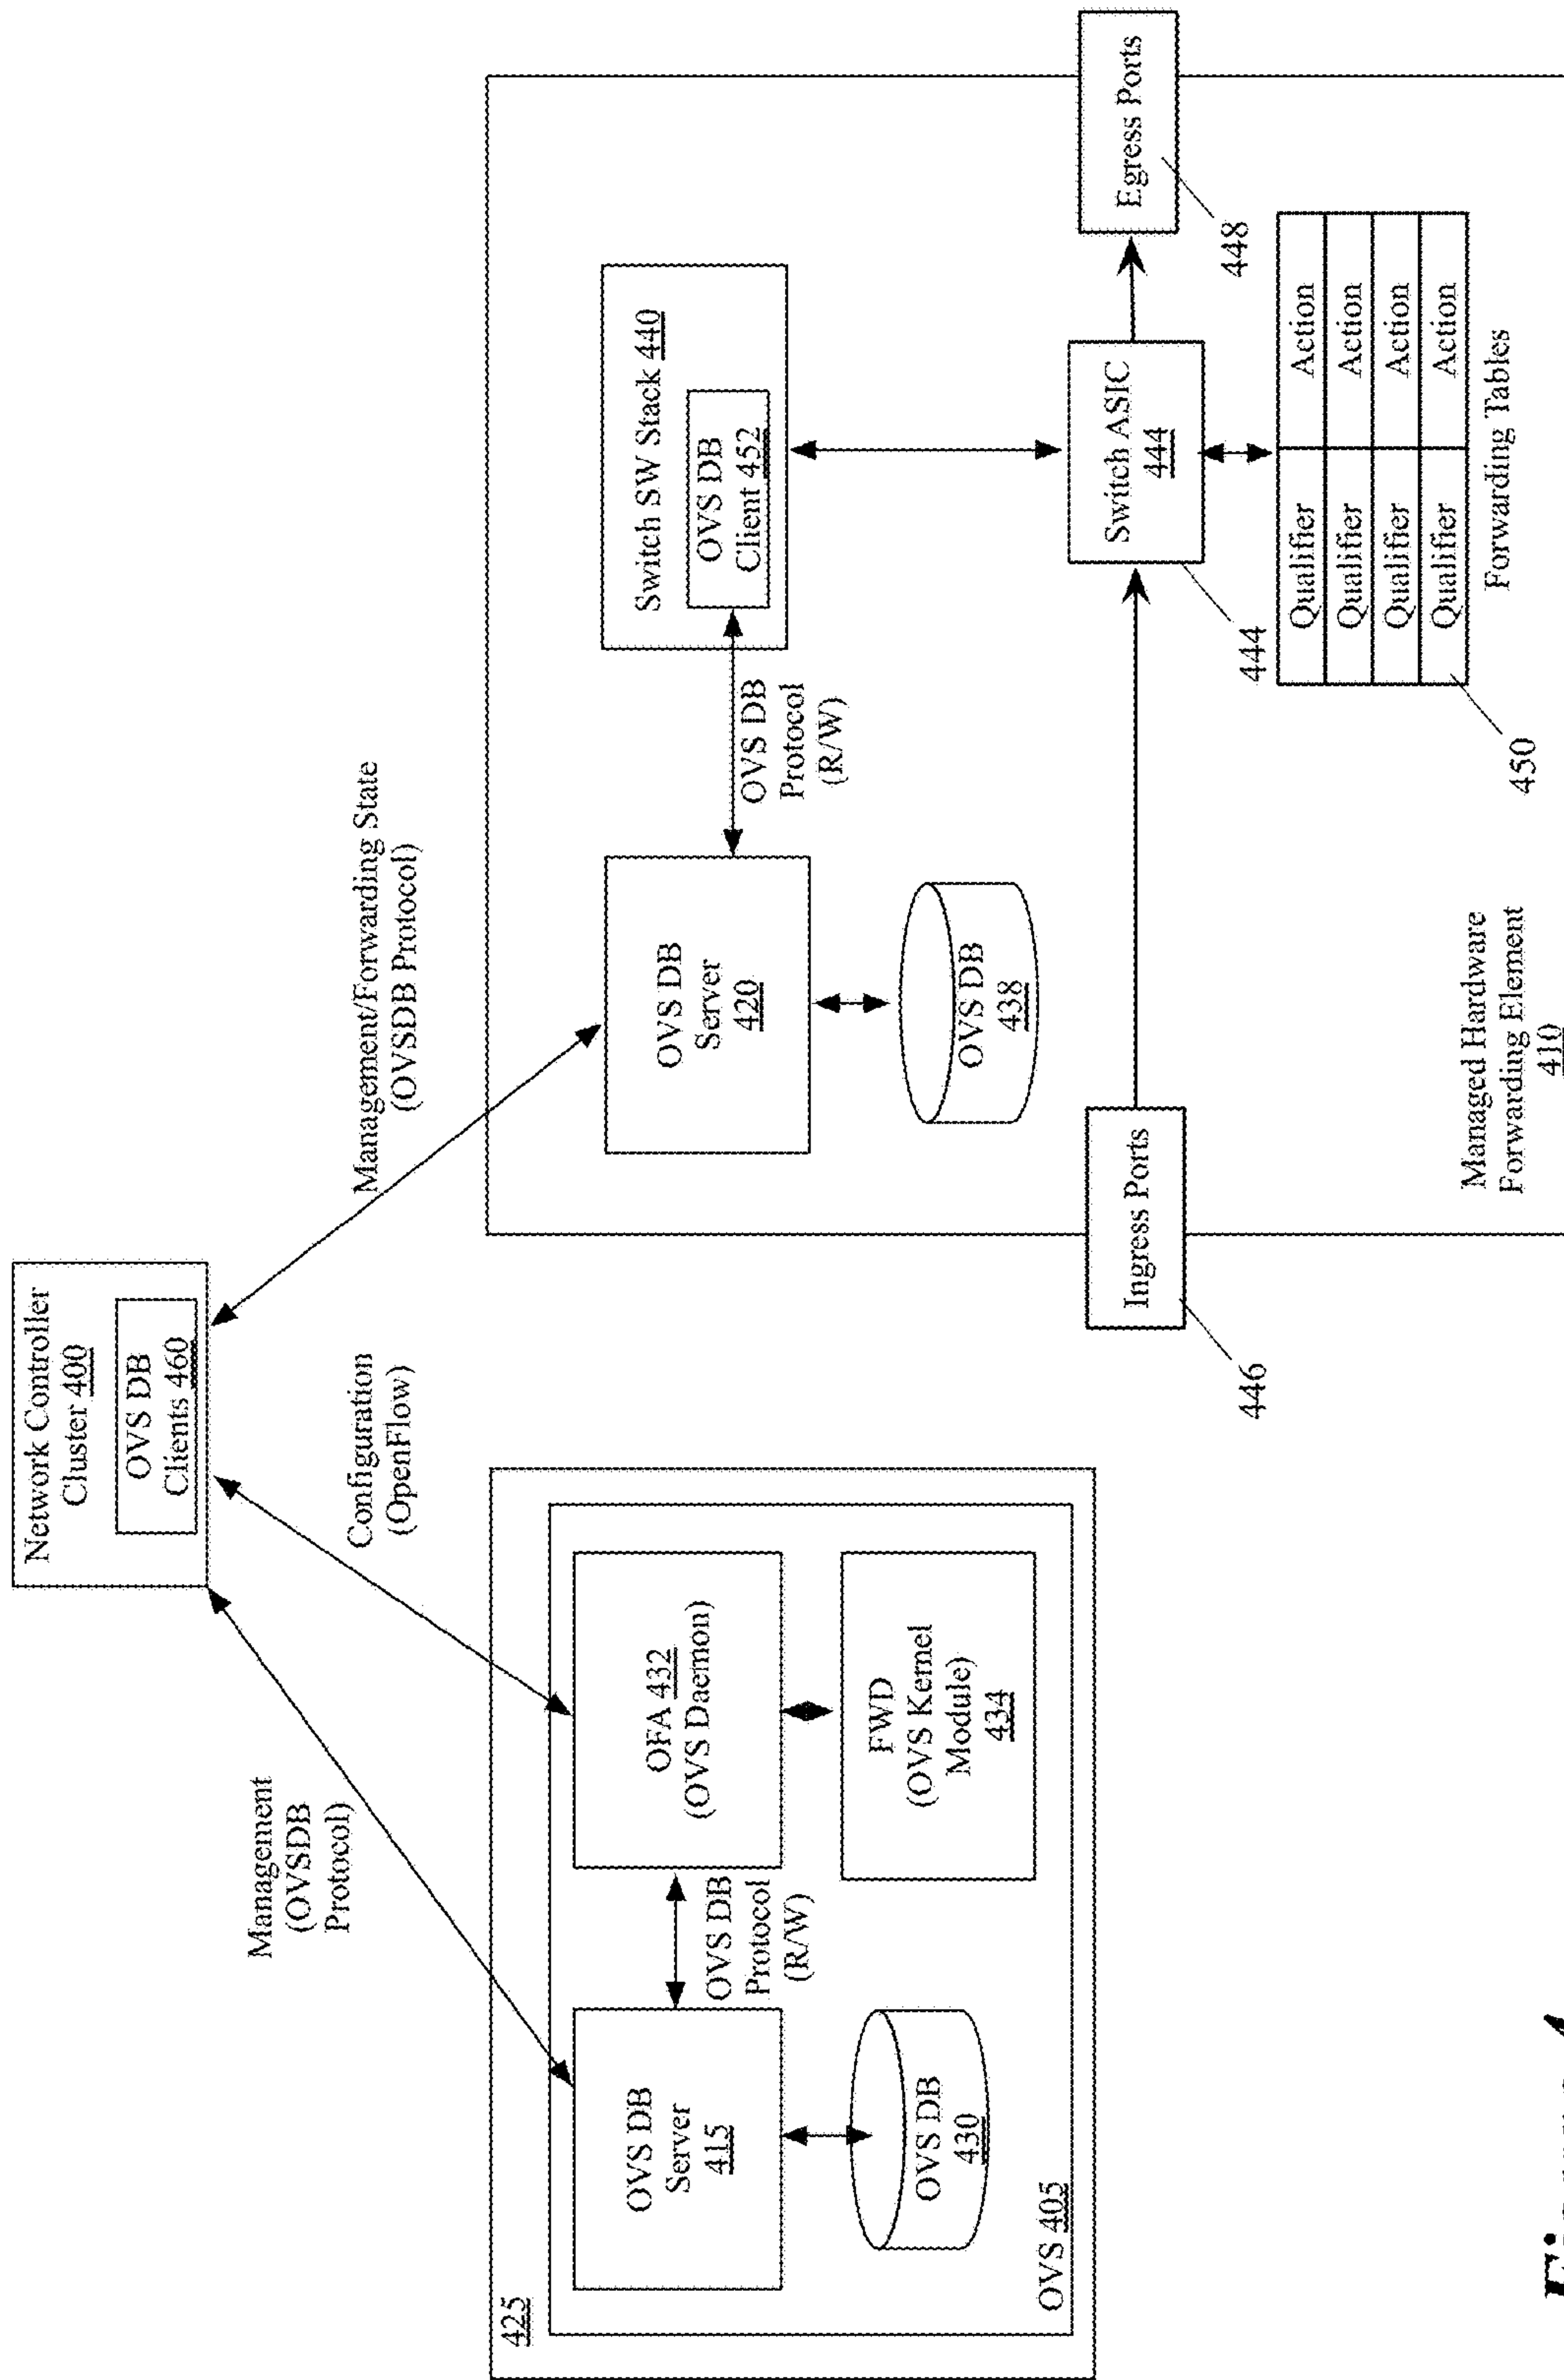 Network Controller
Cluster 400
OVS DB
Clients 460
Management
(OVSDB
Protocol)
Configuration
(OpenFlow)
Management/Forwarding State
(OVSDB Protocol)
425
OVS DB
Server
415
OVS DB
Protocol
(R/W)
OFA 432
(OVS Daemon)
OVS DB
430
FWD
(OVS Kernel
Module)
434
OVS 405
OVS DB
Server
420
OVS DB
Protocol
(R/W)
Switch SW Stack 440
OVS DB
Client 452
OVS DB
438
Ingress Ports
446
Switch ASIC
444
444
Egress Ports
448
Qualifier Action
Qualifier Action
Qualifier Action
Qualifier Action
450
Forwarding Tables
Managed Hardware
Forwarding Element
410
Figure 4